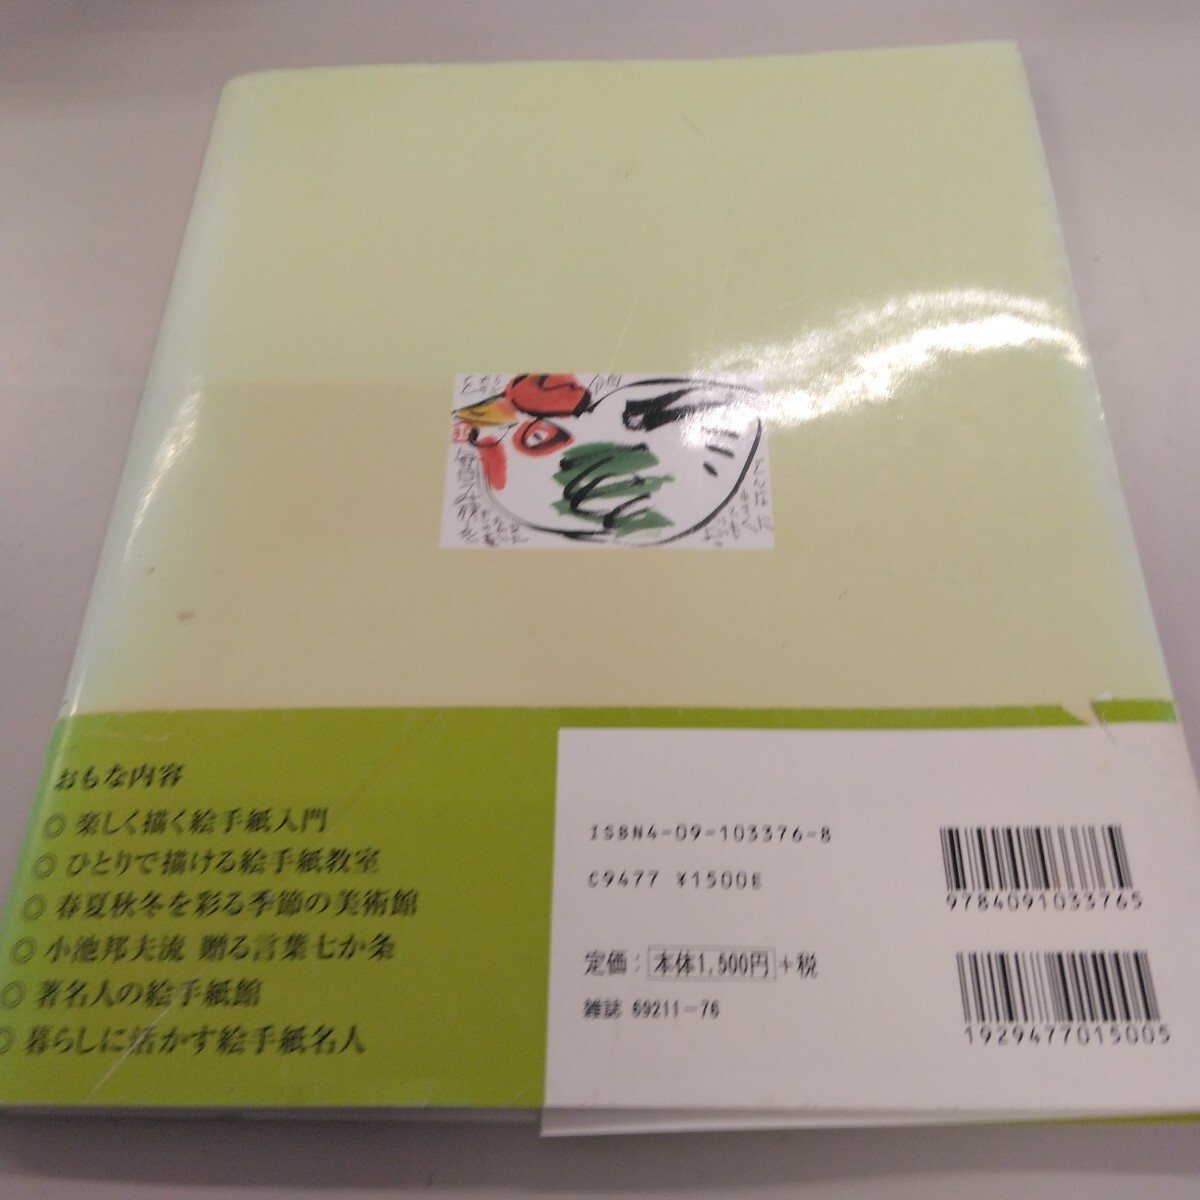 おもな内容
◎ 楽しく描く絵手紙入門
◎ ひとりで描ける絵手紙教室
◎ 春夏秋冬を彩る季節の美術館
◎ 小池邦夫流 贈る言葉七か条
◎ 著名人の絵手紙館
◎ 暮らしに活かす絵手紙名人
ISBN4-09-103376-8
C9477 ¥1500E
定価：本体1,500円+税
雑誌 69211-76
9784091033765
1929477015005